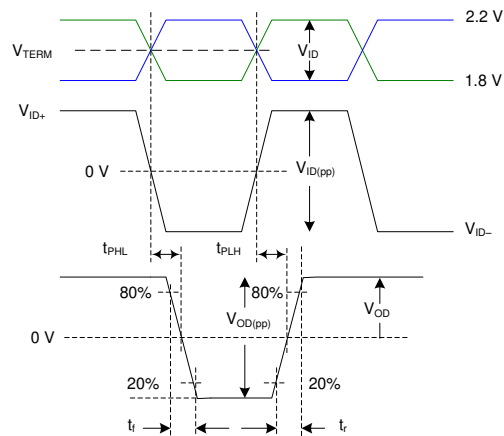 2.2 V
V_TERM
V_ID
1.8 V
V_ID+
0 V
V_ID(pp)
V_ID–
t_PHL
t_PLH
80%
80%
V_OD(pp)
V_OD
0 V
20%
20%
t_f
t_r